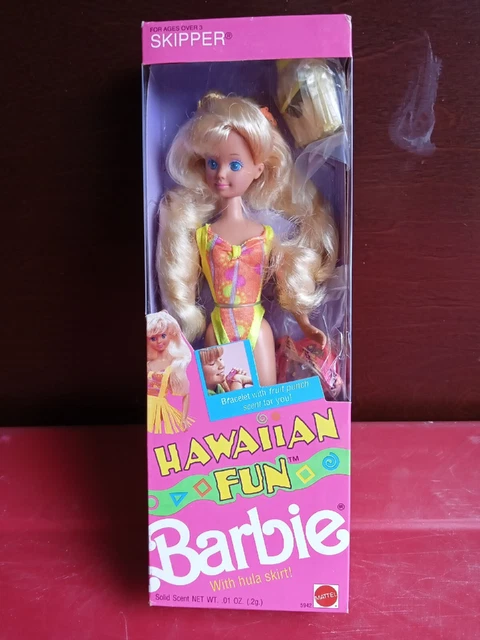 FOR AGES OVER 3
SKIPPER®
Bracelet with fruit punch
scent for you!
HAWAIIAN
FUN™
Barbie®
With hula skirt!
Solid Scent NET WT. .01 OZ. (.2g.)
5942
MATTEL